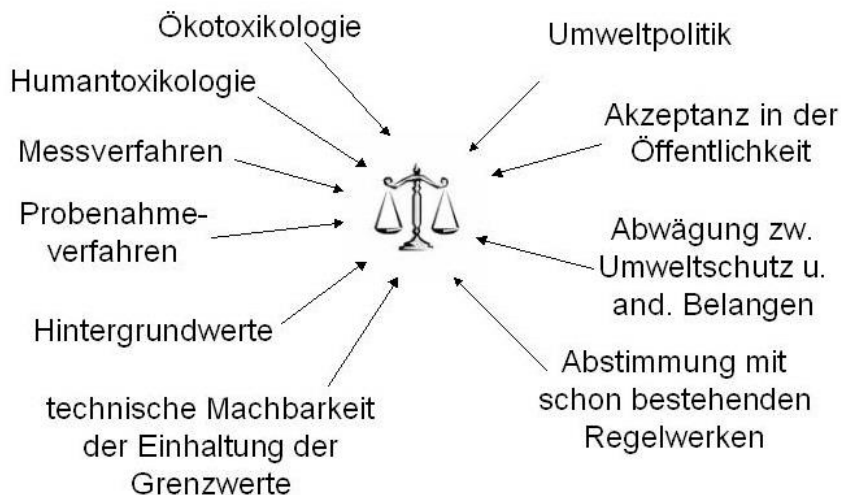 Ökotoxikologie
Humantoxikologie
Messverfahren
Probenahme-
verfahren
Hintergrundwerte
technische Machbarkeit
der Einhaltung der
Grenzwerte
Umweltpolitik
Akzeptanz in der
Öffentlichkeit
Abwägung zw.
Umweltschutz u.
and. Belangen
Abstimmung mit
schon bestehenden
Regelwerken